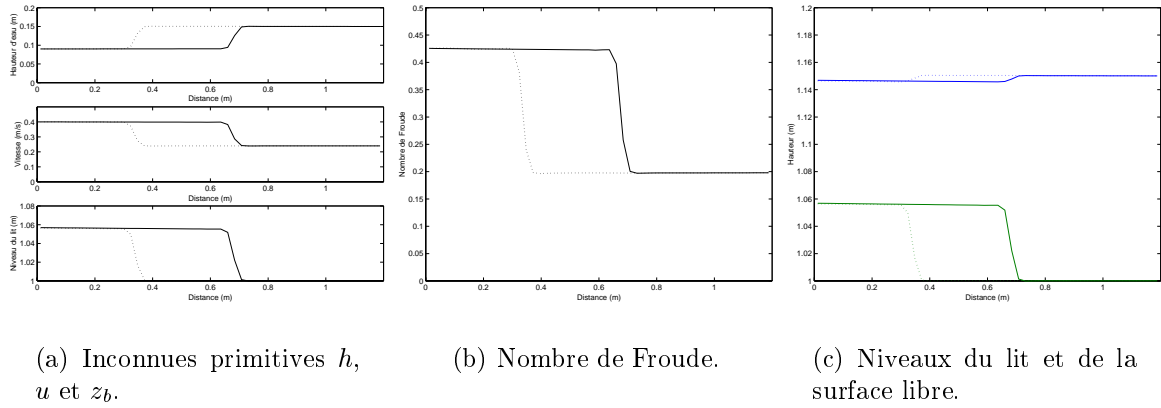 0.2
0.15
0.1
0.05
0
Hauteur d'eau (m)
0 0.2 0.4 0.6 0.8 1
Distance (m)
0.4
0.3
0.2
0.1
0
Vitesse (m/s)
0 0.2 0.4 0.6 0.8 1
Distance (m)
1.08
1.06
1.04
1.02
1
Niveau du lit (m)
0 0.2 0.4 0.6 0.8 1
Distance (m)
(a) Inconnues primitives h,
u et z_b.
0.5
0.45
0.4
0.35
0.3
0.25
0.2
0.15
0.1
0.05
0
Nombre de Froude
0 0.2 0.4 0.6 0.8 1
Distance (m)
(b) Nombre de Froude.
1.2
1.18
1.16
1.14
1.12
1.1
1.08
1.06
1.04
1.02
1
Hauteur (m)
0 0.2 0.4 0.6 0.8 1
Distance (m)
(c) Niveaux du lit et de la
surface libre.